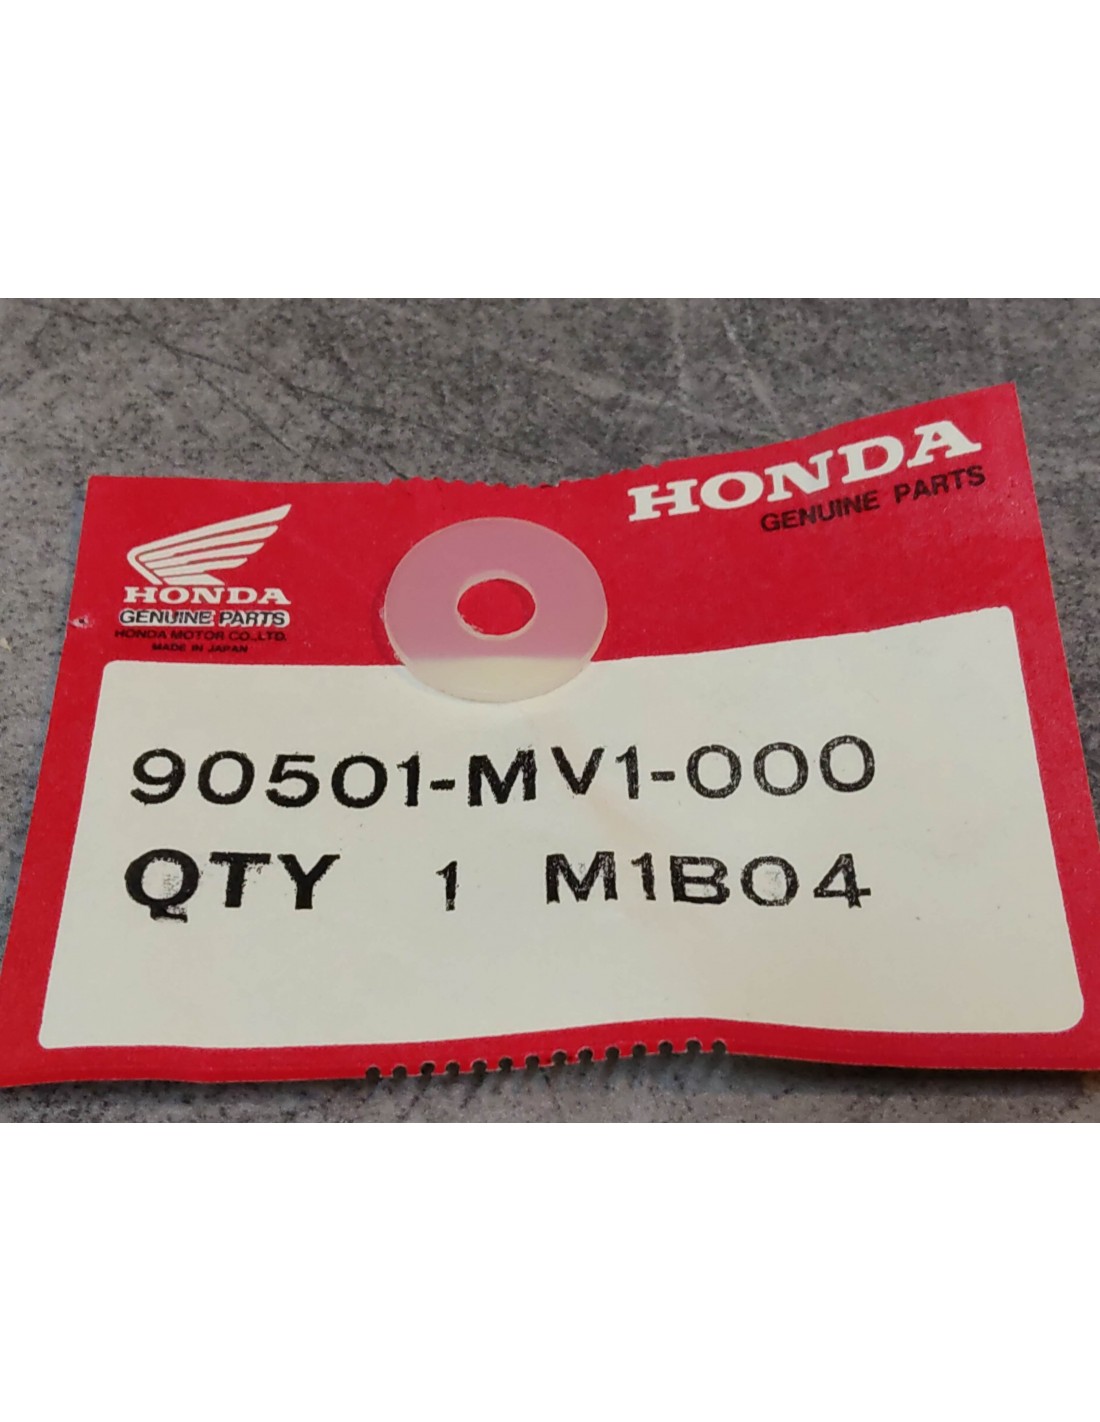 HONDA
GENUINE PARTS
HONDA
GENUINE PARTS
HONDA MOTOR CO.,LTD.
MADE IN JAPAN
90501-MV1-000
QTY 1 M1B04